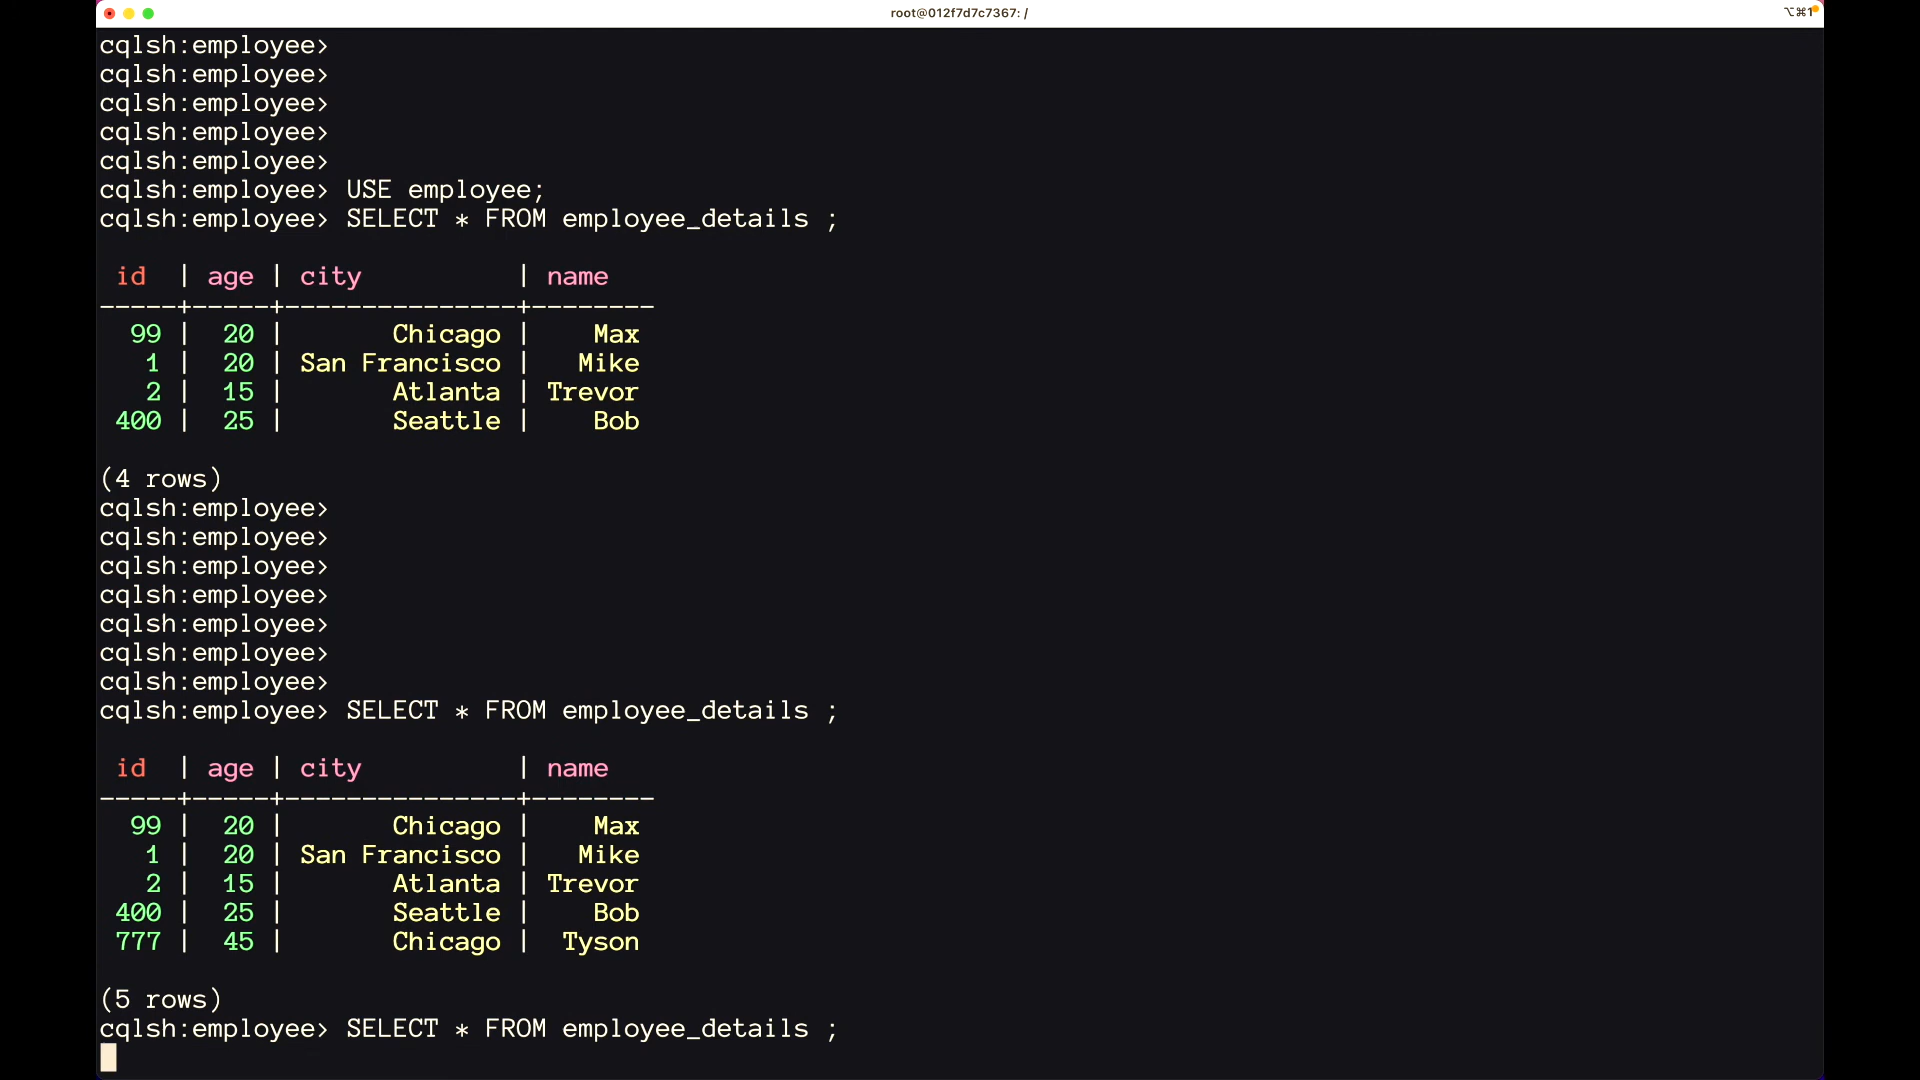 root@012f7d7c7367: /
⌥⌘1
cqlsh:employee>
cqlsh:employee>
cqlsh:employee>
cqlsh:employee>
cqlsh:employee>
cqlsh:employee> USE employee;
cqlsh:employee> SELECT * FROM employee_details ;
 id  | age | city          | name
-----+-----+---------------+--------
  99 |  20 |       Chicago |    Max
   1 |  20 | San Francisco |   Mike
   2 |  15 |       Atlanta | Trevor
 400 |  25 |       Seattle |    Bob
(4 rows)
cqlsh:employee>
cqlsh:employee>
cqlsh:employee>
cqlsh:employee>
cqlsh:employee>
cqlsh:employee>
cqlsh:employee>
cqlsh:employee> SELECT * FROM employee_details ;
 id  | age | city          | name
-----+-----+---------------+--------
  99 |  20 |       Chicago |    Max
   1 |  20 | San Francisco |   Mike
   2 |  15 |       Atlanta | Trevor
 400 |  25 |       Seattle |    Bob
 777 |  45 |       Chicago |  Tyson
(5 rows)
cqlsh:employee> SELECT * FROM employee_details ;